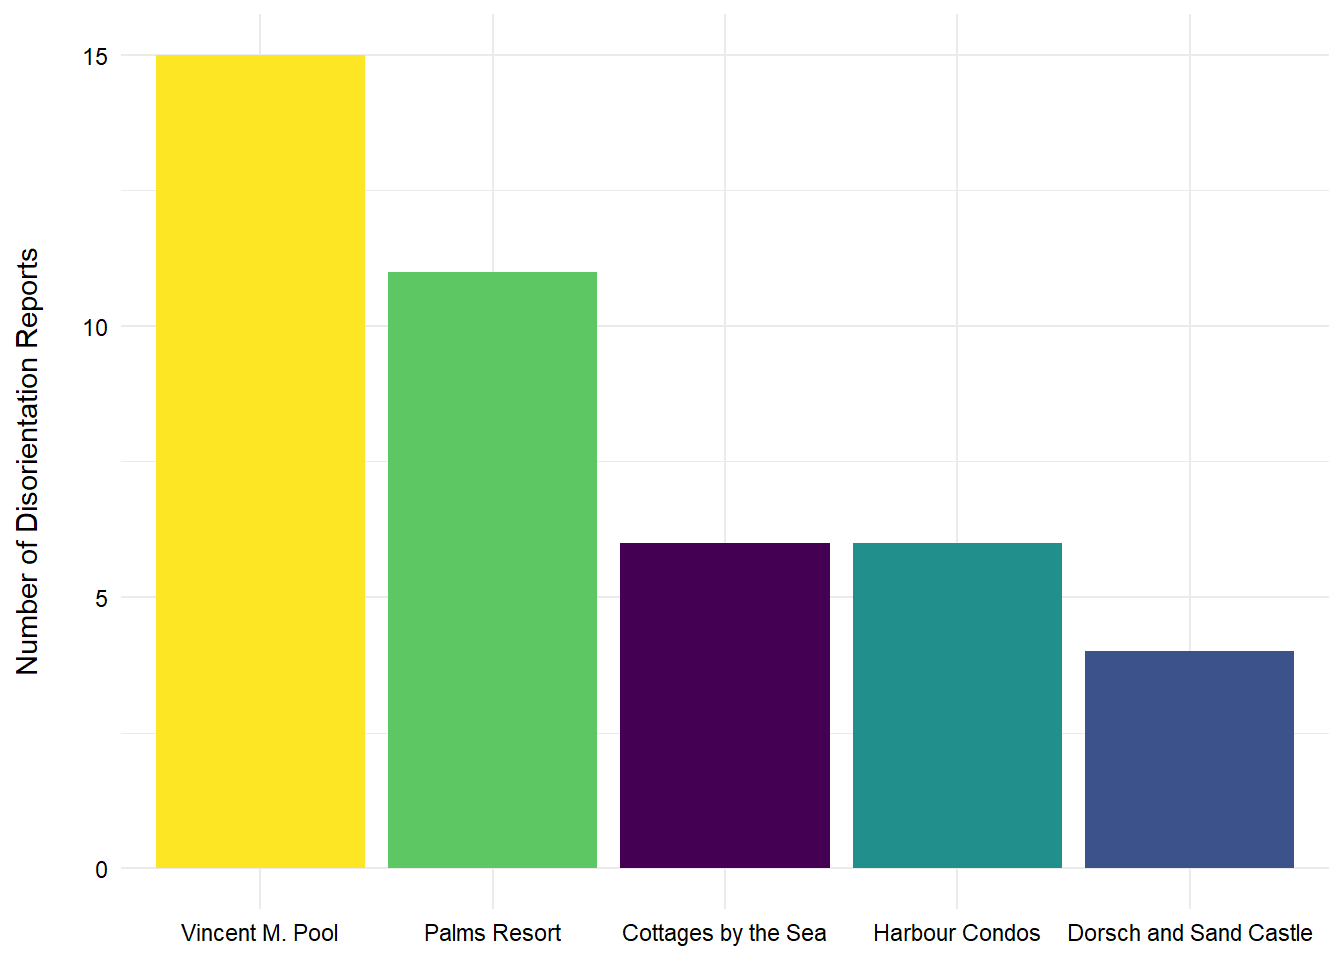 Number of Disorientation Reports
15
10
5
0
Vincent M. Pool
Palms Resort
Cottages by the Sea
Harbour Condos
Dorsch and Sand Castle